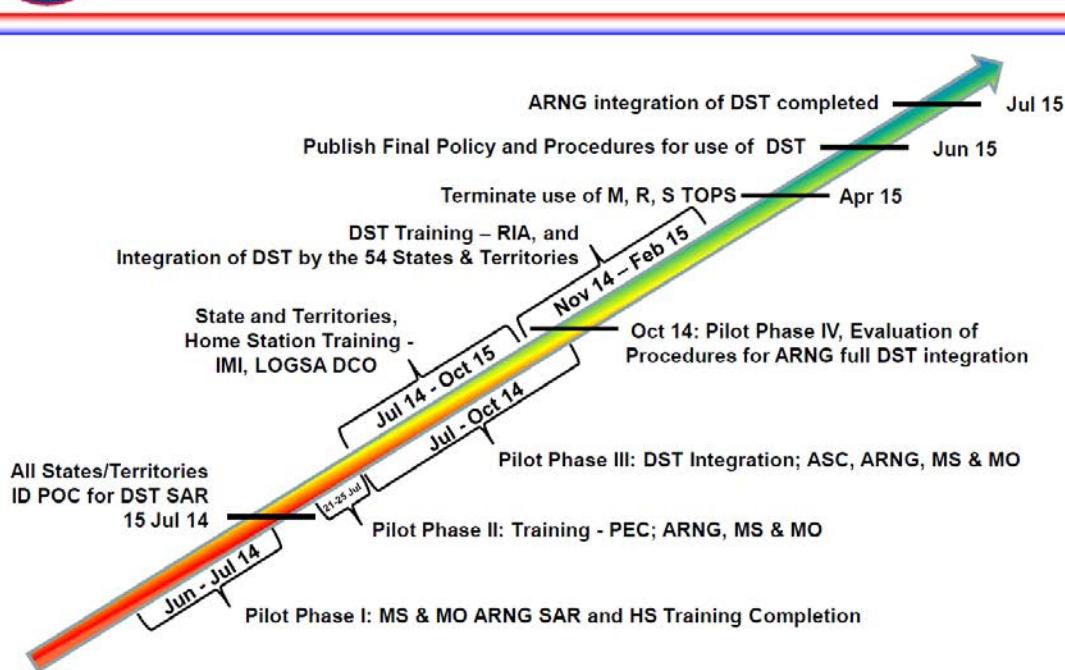 ARNG integration of DST completed
Jul 15
Publish Final Policy and Procedures for use of DST
Jun 15
Terminate use of M, R, S TOPS
Apr 15
DST Training – RIA, and
Integration of DST by the 54 States & Territories
Nov 14 – Feb 15
State and Territories,
Home Station Training -
IMI, LOGSA DCO
Jul 14 - Oct 15
Oct 14: Pilot Phase IV, Evaluation of
Procedures for ARNG full DST integration
Jul - Oct 14
Pilot Phase III: DST Integration; ASC, ARNG, MS & MO
All States/Territories
ID POC for DST SAR
15 Jul 14
21-25 Jul
Pilot Phase II: Training - PEC; ARNG, MS & MO
Jun - Jul 14
Pilot Phase I: MS & MO ARNG SAR and HS Training Completion